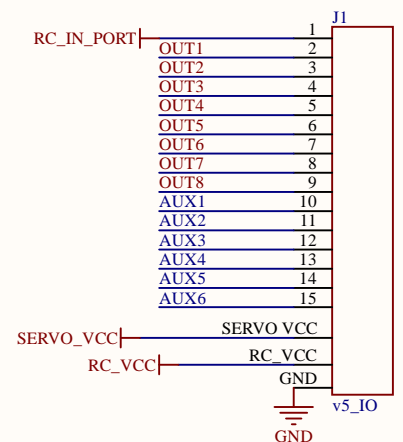 J1
RC_IN_PORT 1
OUT1 2
OUT2 3
OUT3 4
OUT4 5
OUT5 6
OUT6 7
OUT7 8
OUT8 9
AUX1 10
AUX2 11
AUX3 12
AUX4 13
AUX5 14
AUX6 15
SERVO_VCC SERVO VCC
RC_VCC RC_VCC
GND
v5_IO
GND